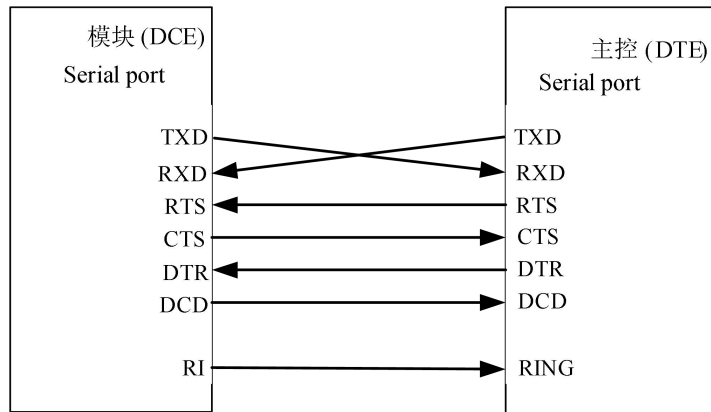 模块 (DCE)
Serial port
TXD
RXD
RTS
CTS
DTR
DCD
RI
主控 (DTE)
Serial port
TXD
RXD
RTS
CTS
DTR
DCD
RING